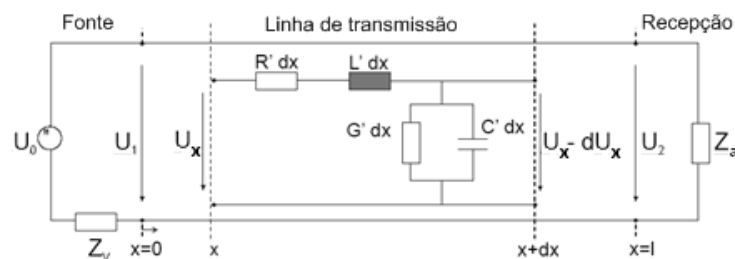 Fonte
Linha de transmissão
Recepção
R' dx
L' dx
G' dx
C' dx
U₀
U₁
Uₓ
Uₓ- dUₓ
U₂
Zₐ
Zᵥ
x=0
x
x+dx
x=l